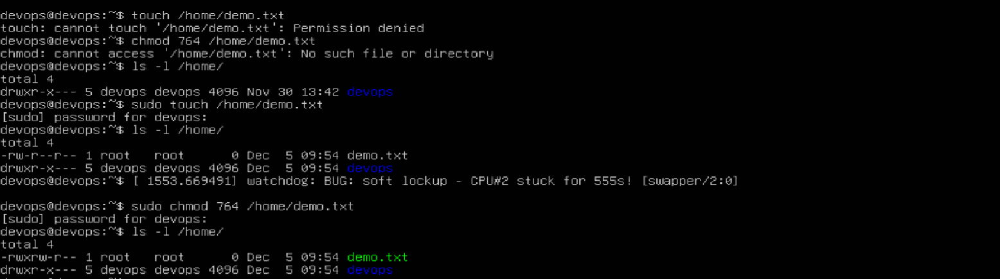 devops@devops:~$ touch /home/demo.txt
touch: cannot touch '/home/demo.txt': Permission denied
devops@devops:~$ chmod 764 /home/demo.txt
chmod: cannot access '/home/demo.txt': No such file or directory
devops@devops:~$ ls -l /home/
total 4
drwxr-x--- 5 devops devops 4096 Nov 30 13:42 devops
devops@devops:~$ sudo touch /home/demo.txt
[sudo] password for devops:
devops@devops:~$ ls -l /home/
total 4
-rw-r--r-- 1 root   root      0 Dec  5 09:54 demo.txt
drwxr-x--- 5 devops devops 4096 Dec  5 09:54 devops
devops@devops:~$ [ 1553.669491] watchdog: BUG: soft lockup - CPU#2 stuck for 555s! [swapper/2:0]
devops@devops:~$ sudo chmod 764 /home/demo.txt
[sudo] password for devops:
devops@devops:~$ ls -l /home/
total 4
-rwxrw-r-- 1 root   root      0 Dec  5 09:54 demo.txt
drwxr-x--- 5 devops devops 4096 Dec  5 09:54 devops